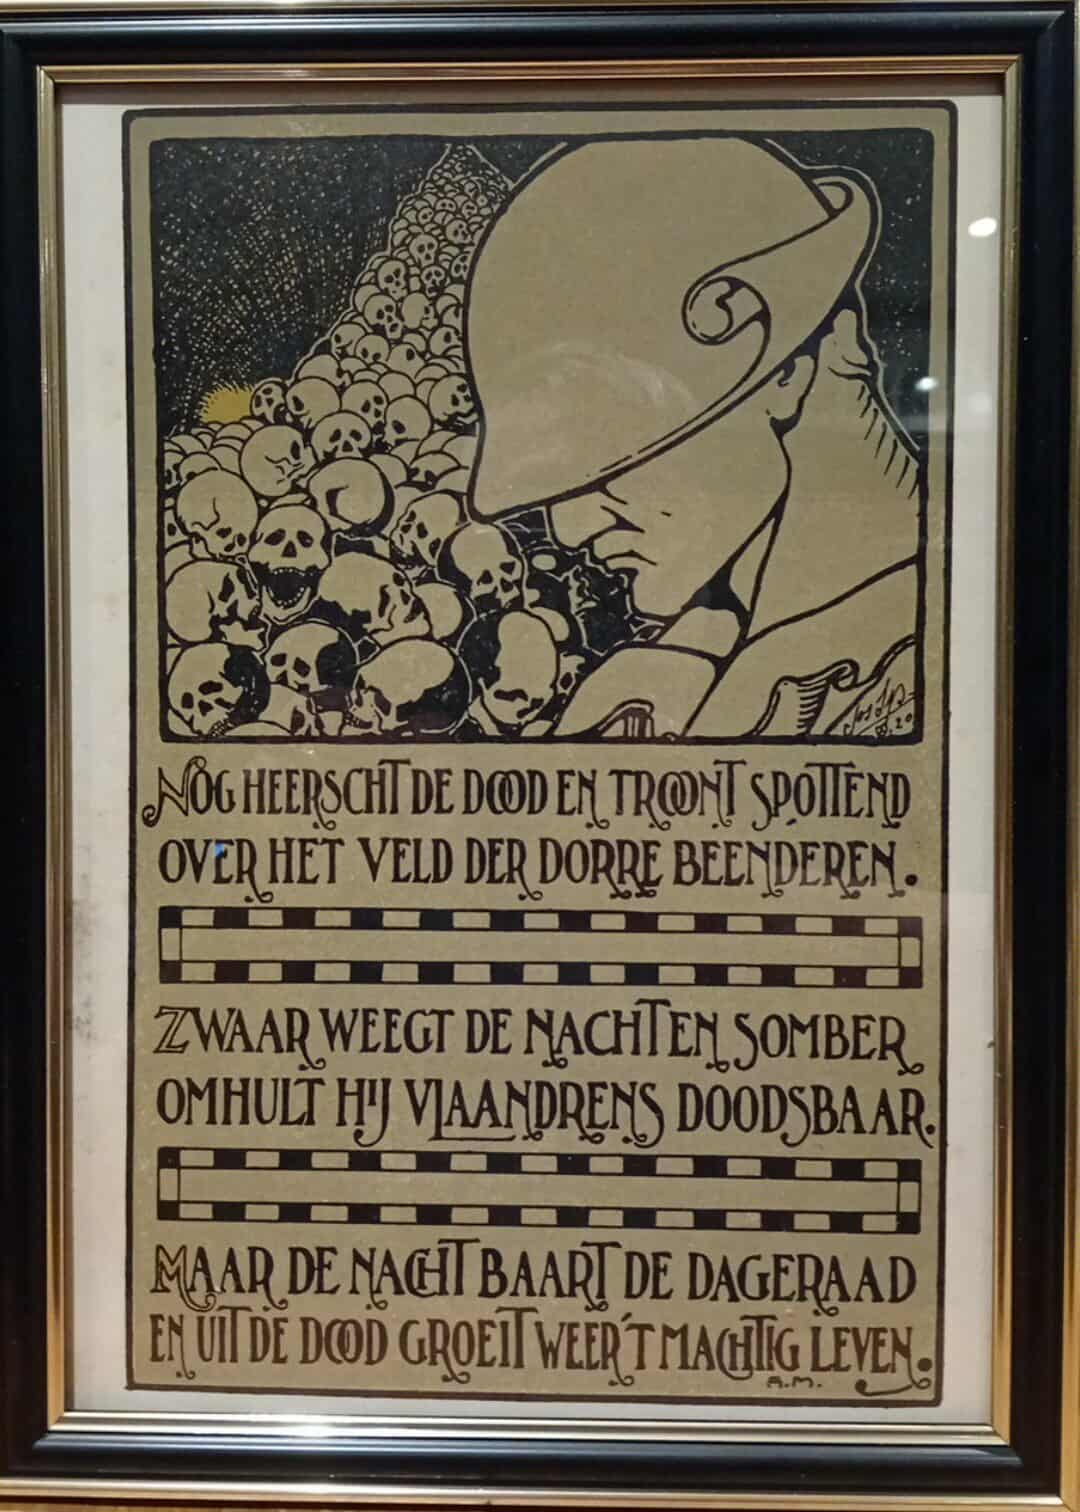 NOG HEERSCHT DE DOOD EN TROONT SPOTTEND
OVER HET VELD DER DORRE BEENDEREN.
ZWAAR WEEGT DE NACHT EN SOMBER
OMHULT HIJ VLAANDRENS DOODSBAAR.
MAAR DE NACHT BAART DE DAGERAAD
EN UIT DE DOOD GROEIT WEER 'T MACHTIG LEVEN.
A.M.